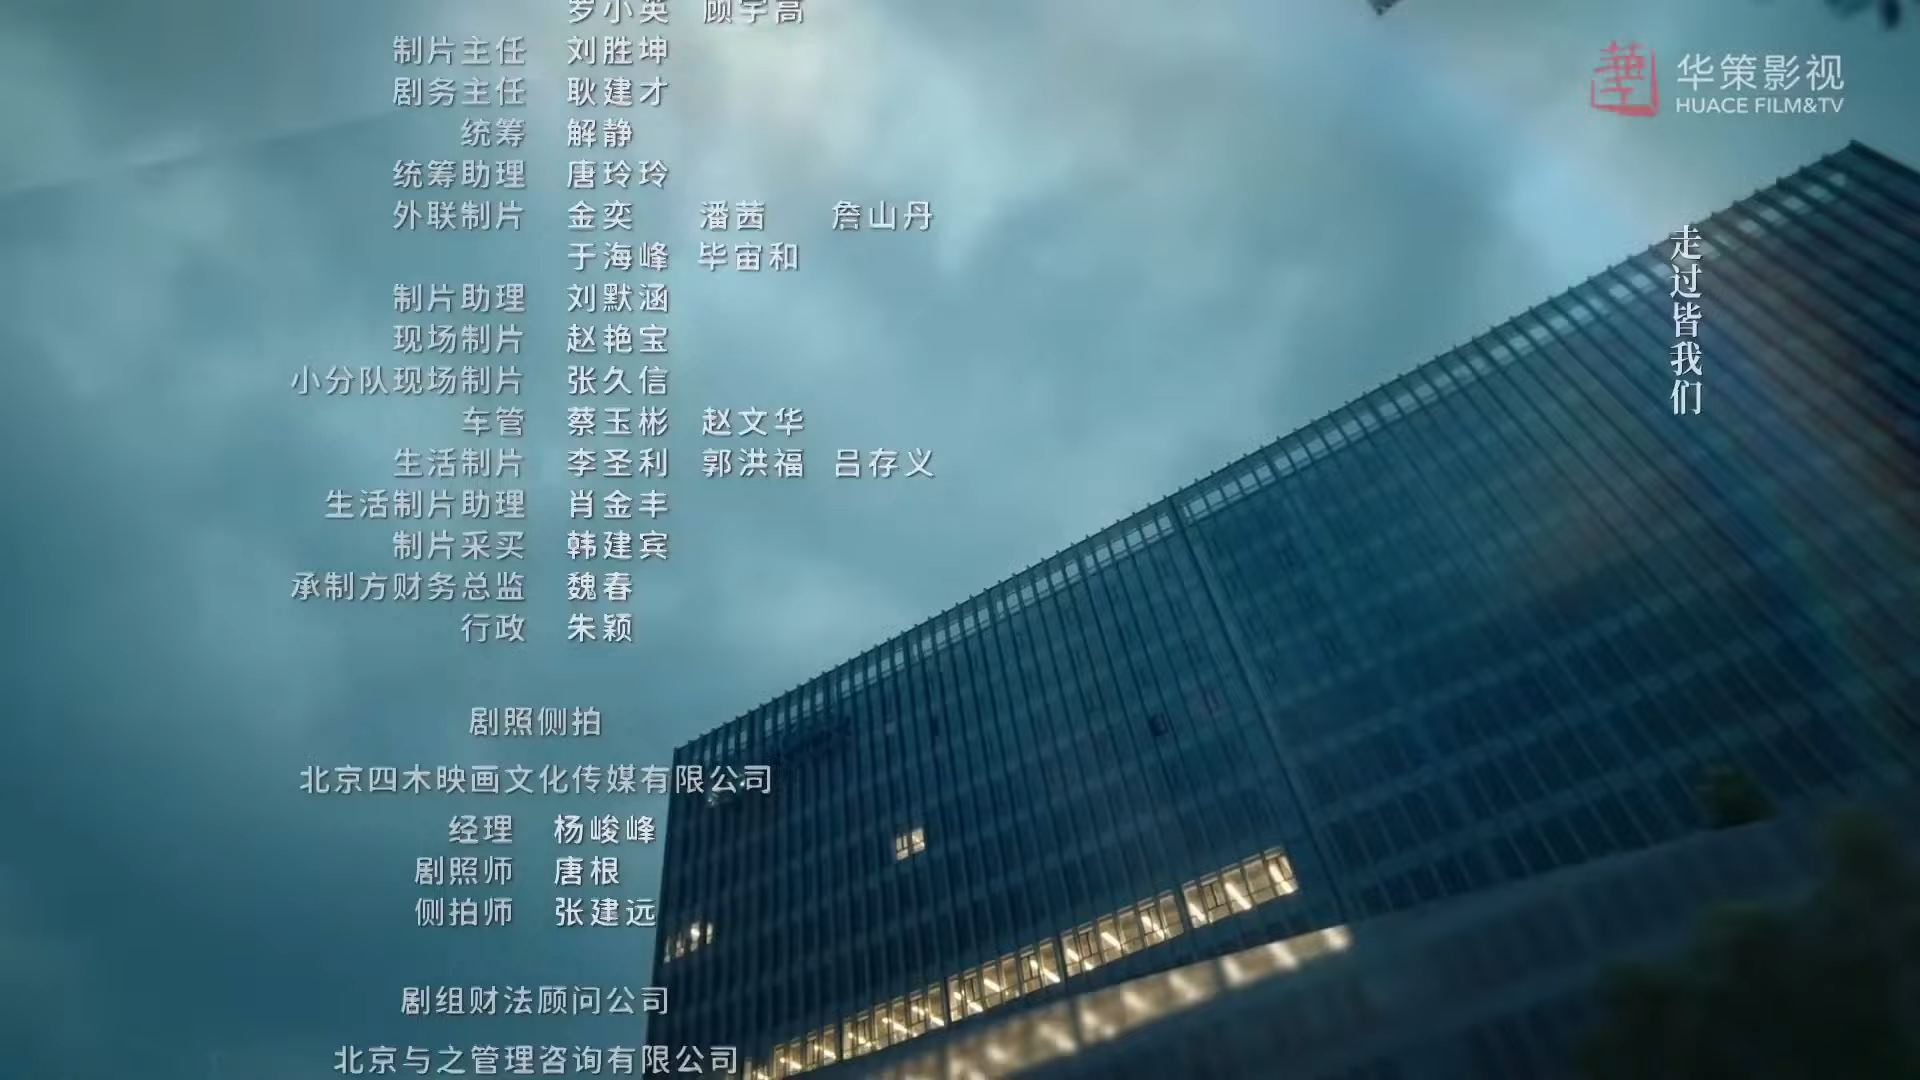 罗小英 顾宇高
制片主任 刘胜坤
剧务主任 耿建才
统筹 解静
统筹助理 唐玲玲
外联制片 金奕 潘茜 詹山丹
于海峰 毕宙和
制片助理 刘默涵
现场制片 赵艳宝
小分队现场制片 张久信
车管 蔡玉彬 赵文华
生活制片 李圣利 郭洪福 吕存义
生活制片助理 肖金丰
制片采买 韩建宾
承制方财务总监 魏春
行政 朱颖
剧照侧拍
北京四木映画文化传媒有限公司
经理 杨峻峰
剧照师 唐根
侧拍师 张建远
剧组财法顾问公司
北京与之管理咨询有限公司
華
华策影视
HUACE FILM&TV
走过皆我们